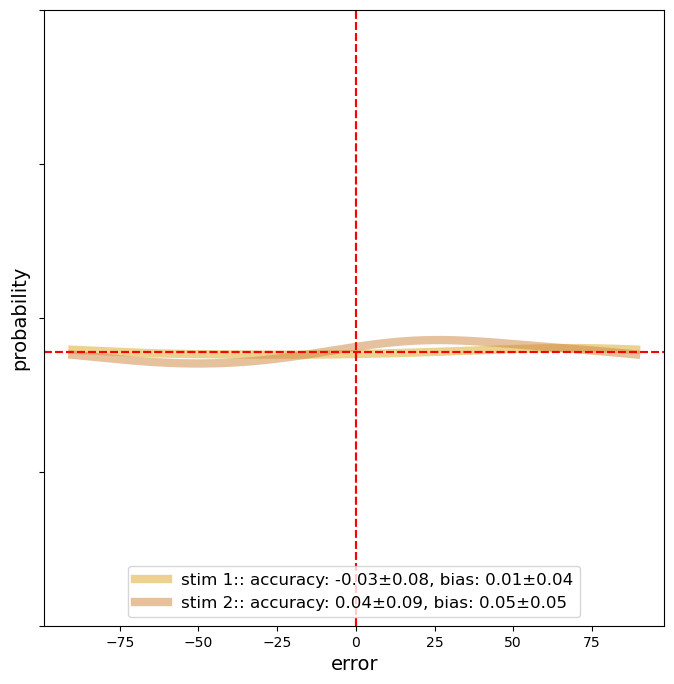 probability
stim 1:: accuracy: -0.03±0.08, bias: 0.01±0.04
stim 2:: accuracy: 0.04±0.09, bias: 0.05±0.05
−75 −50 −25 0 25 50 75
error